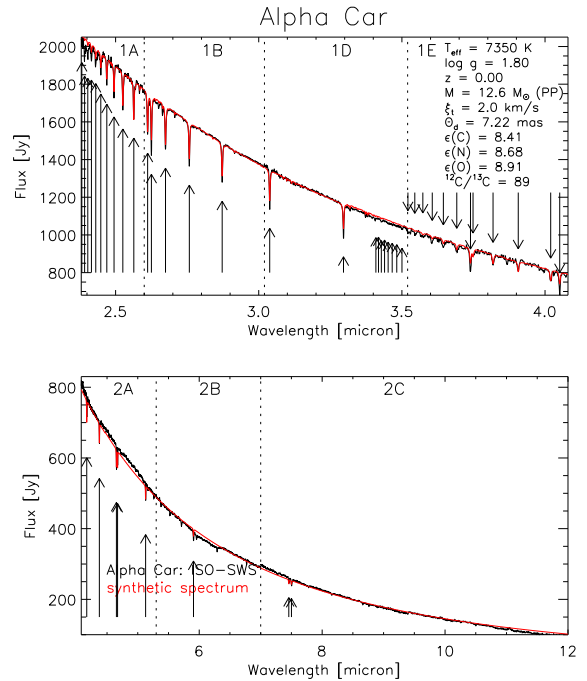 Alpha Car
1A 1B 1D 1E
T_eff = 7350 K
log g = 1.80
z = 0.00
M = 12.6 M_⊙ (PP)
ξ_t = 2.0 km/s
Θ_d = 7.22 mas
ε(C) = 8.41
ε(N) = 8.68
ε(O) = 8.91
¹²C/¹³C = 89
Flux [Jy]
2000
1800
1600
1400
1200
1000
800
2.5 3.0 3.5 4.0
Wavelength [micron]
2A 2B 2C
Flux [Jy]
800
600
400
200
Alpha Car: ISO-SWS
synthetic spectrum
6 8 10 12
Wavelength [micron]